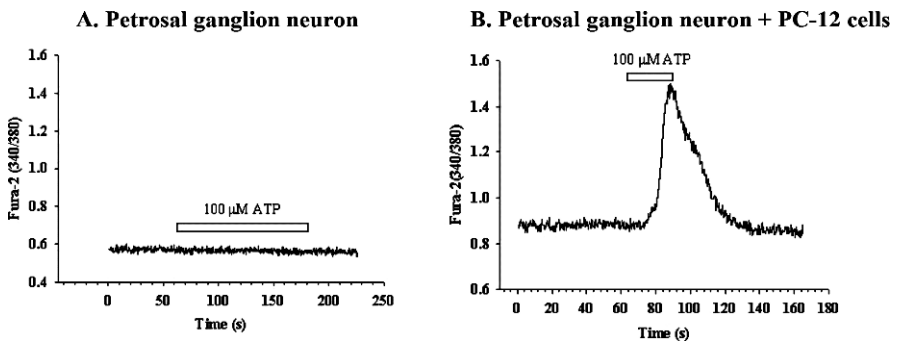 A. Petrosal ganglion neuron
1.6
1.4
1.2
1.0
0.8
0.6
0.4
Fura-2 (340/380)
100 µM ATP
0 50 100 150 200 250
Time (s)
B. Petrosal ganglion neuron + PC-12 cells
1.6
1.4
1.2
1.0
0.8
0.6
Fura-2(340/380)
100 µM ATP
0 20 40 60 80 100 120 140 160 180
Time (s)